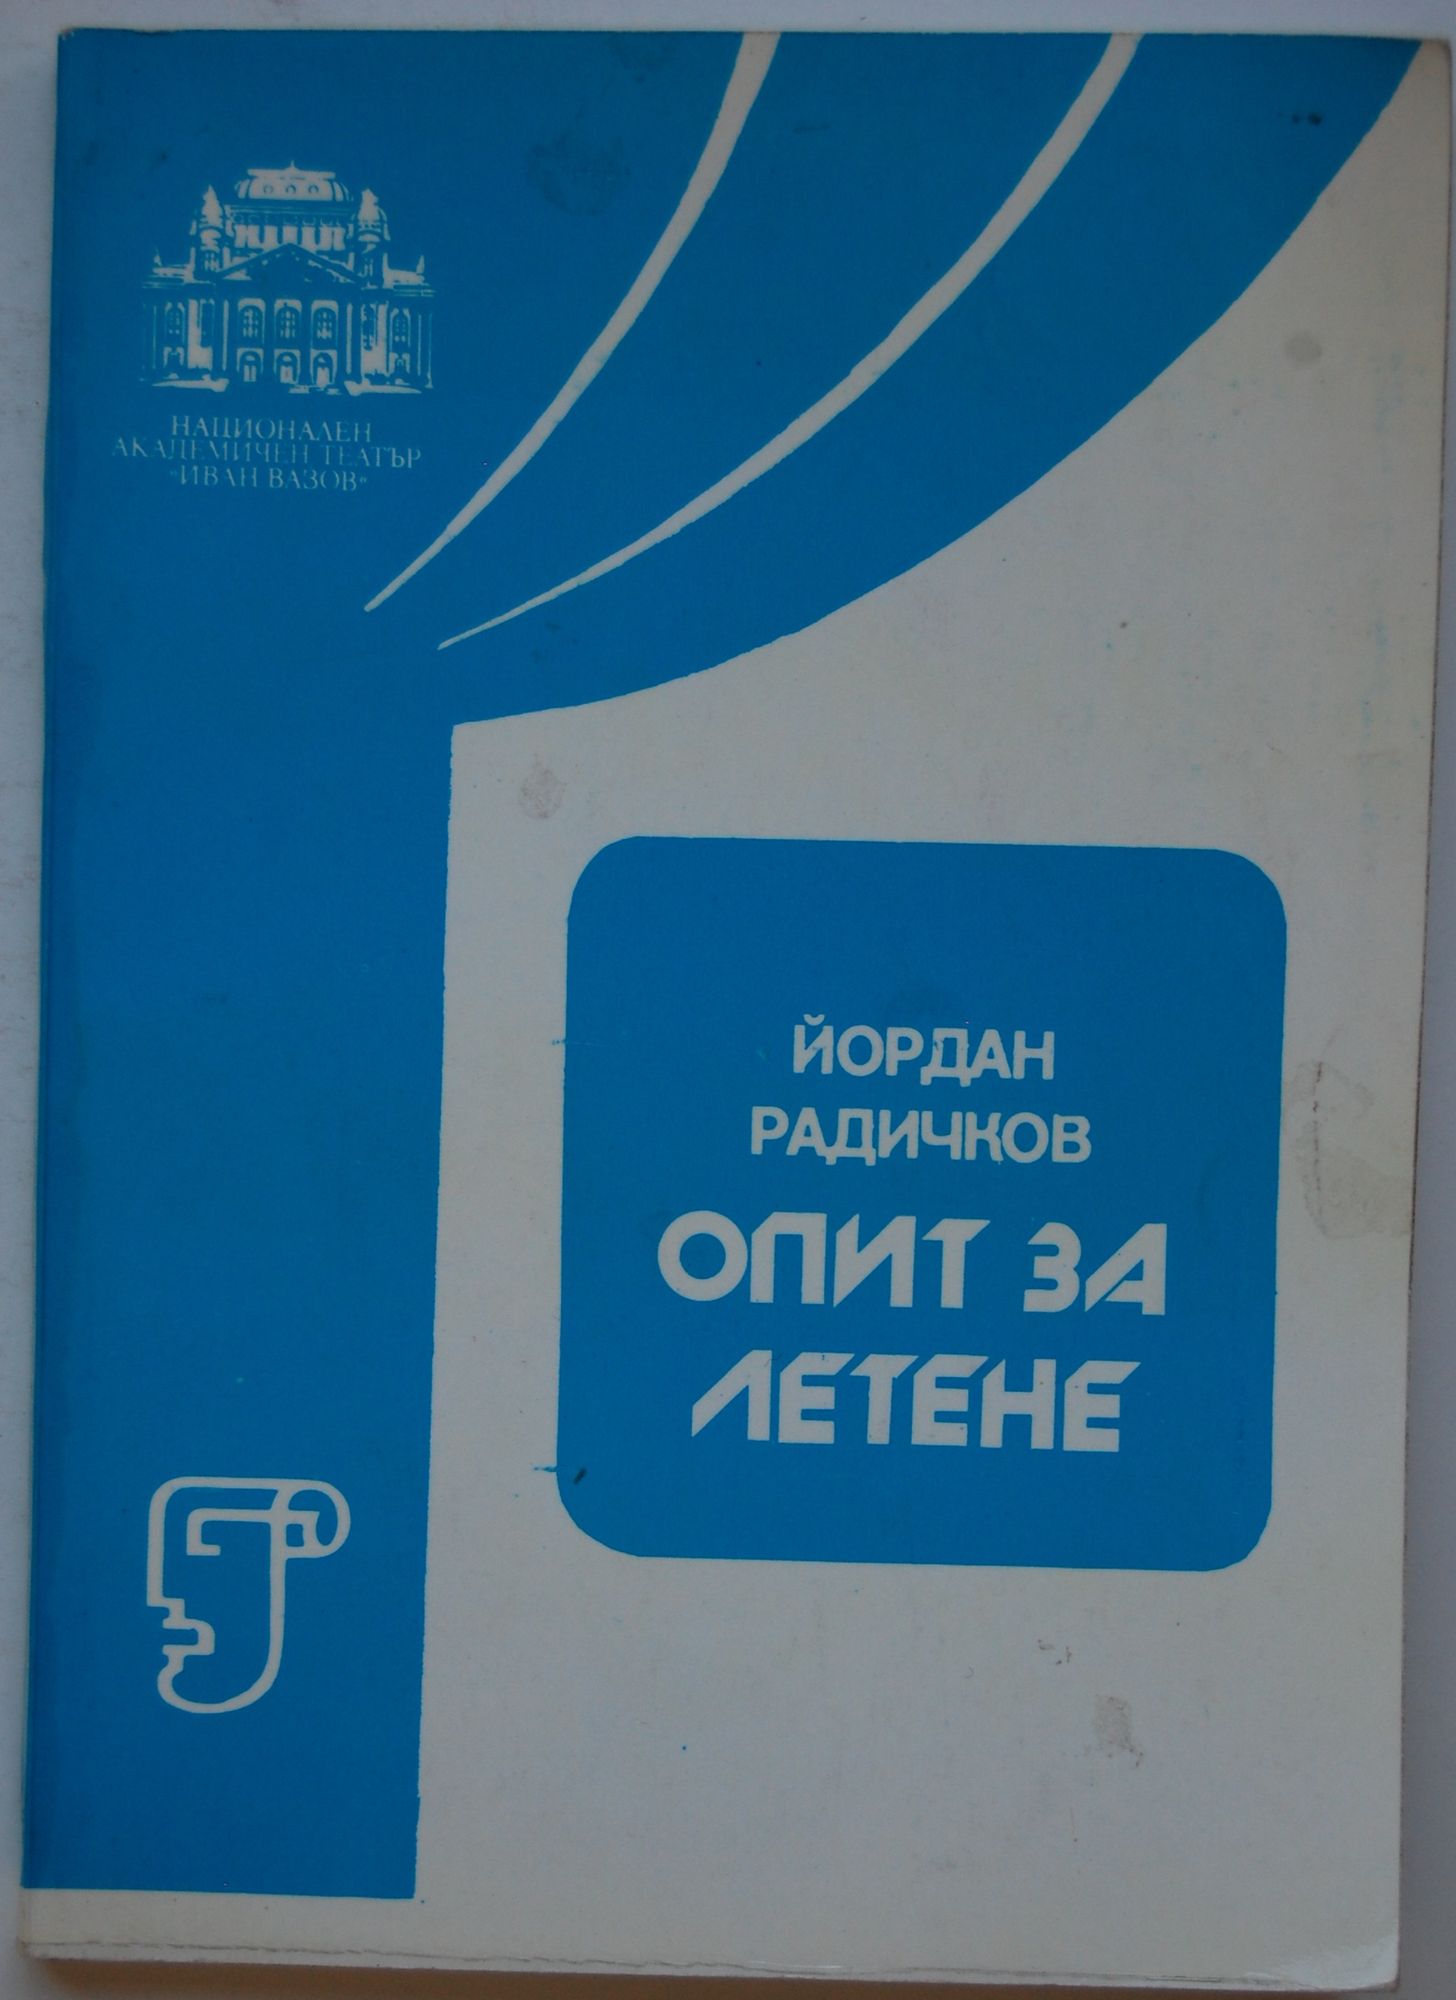 НАЦИОНАЛЕН
АКАДЕМИЧЕН ТЕАТЪР
"ИВАН ВАЗОВ"
ЙОРДАН
РАДИЧКОВ
ОПИТ ЗА
ЛЕТЕНЕ